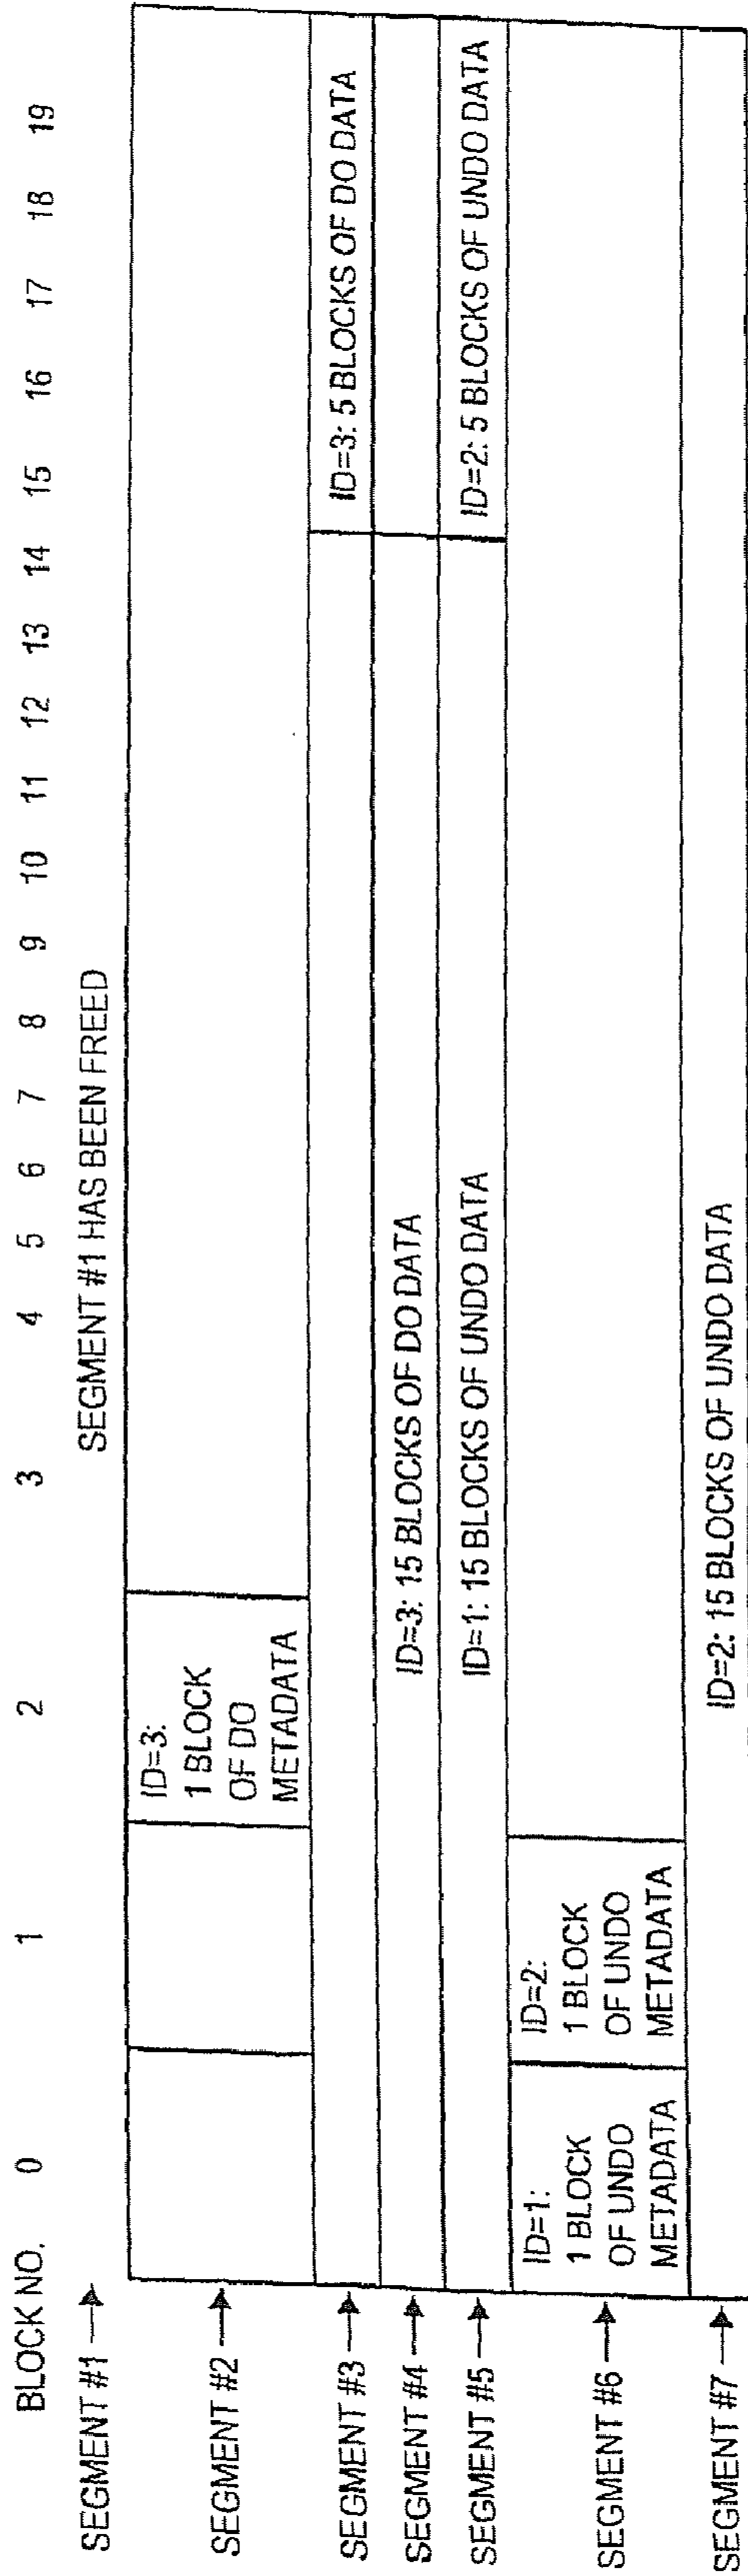 BLOCK NO. 0 1 2 3 4 5 6 7 8 9 10 11 12 13 14 15 16 17 18 19
SEGMENT #1 SEGMENT #1 HAS BEEN FREED
SEGMENT #2
ID=3:
1 BLOCK
OF DO
METADATA
SEGMENT #3 ID=3: 5 BLOCKS OF DO DATA
SEGMENT #4 ID=3: 15 BLOCKS OF DO DATA
SEGMENT #5 ID=1: 15 BLOCKS OF UNDO DATA ID=2: 5 BLOCKS OF UNDO DATA
SEGMENT #6
ID=1:
1 BLOCK
OF UNDO
METADATA
ID=2:
1 BLOCK
OF UNDO
METADATA
SEGMENT #7 ID=2: 15 BLOCKS OF UNDO DATA